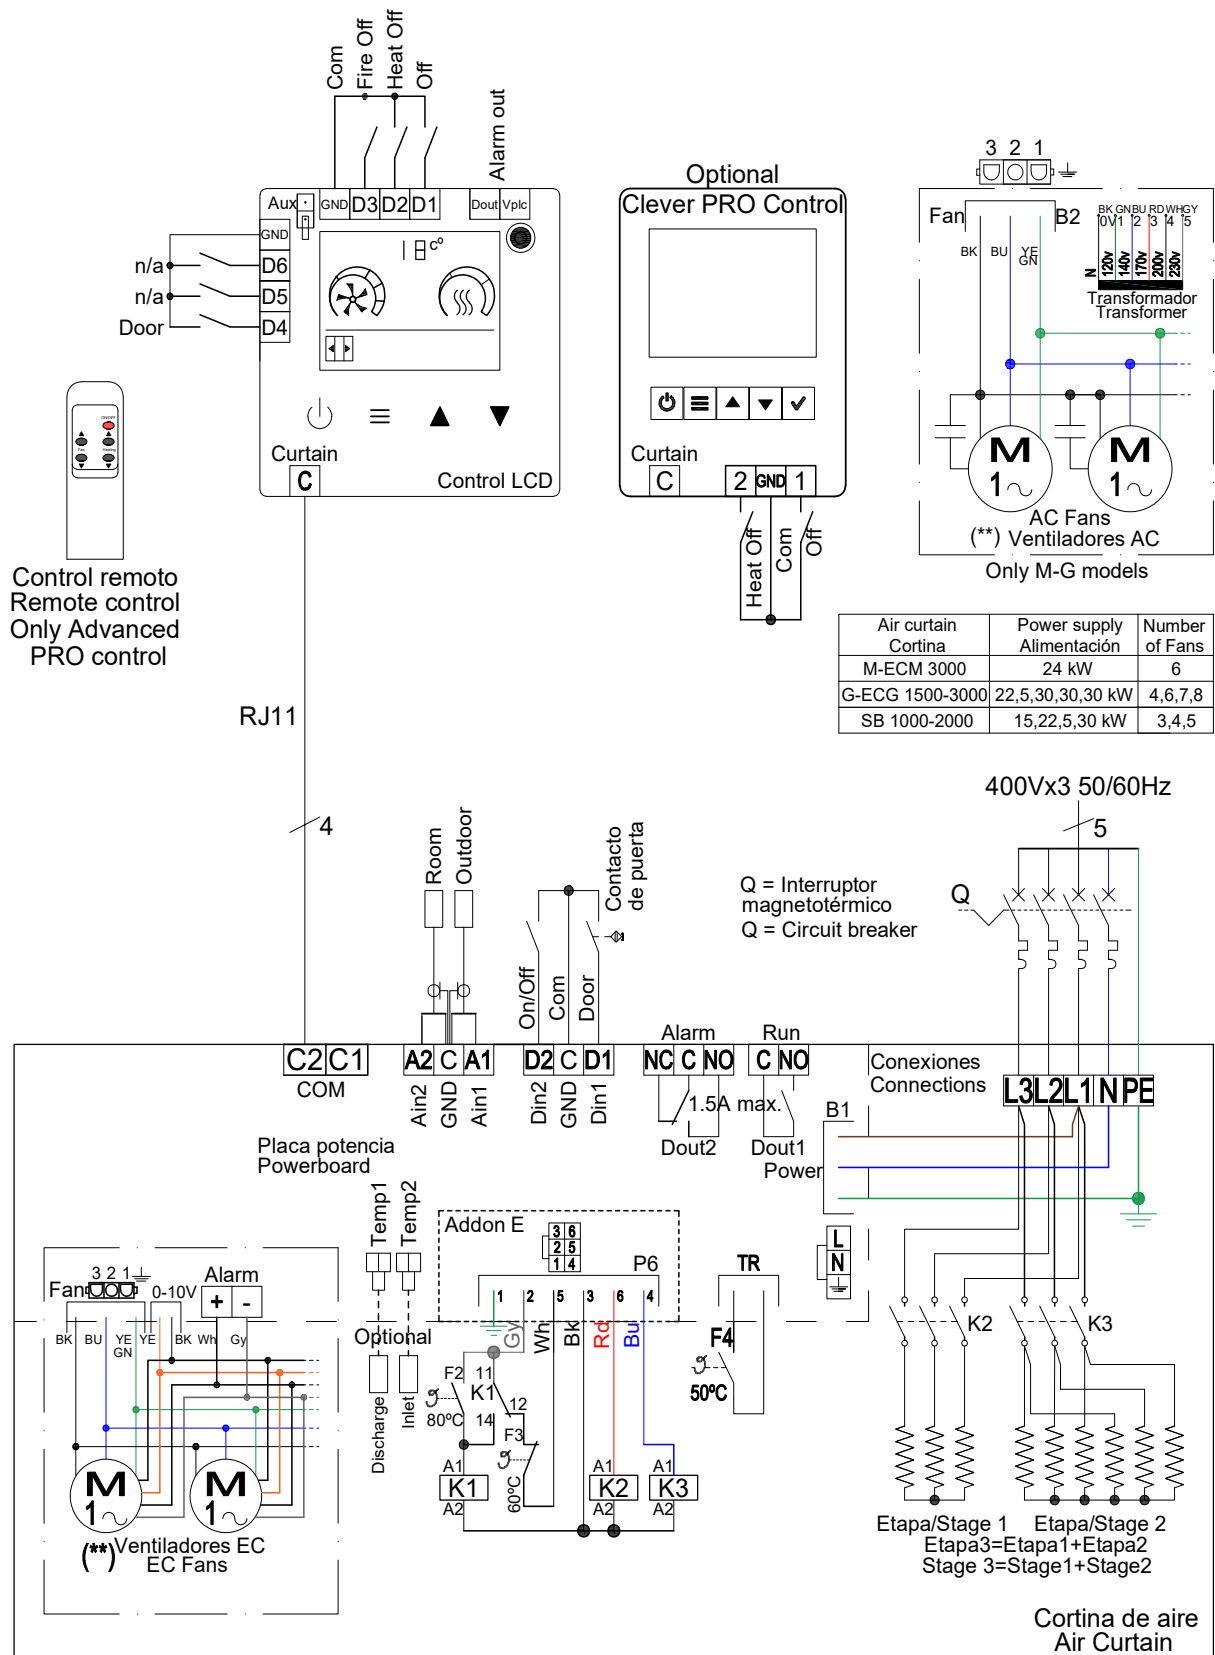 Com
Fire Off
Heat Off
Off
Alarm out
Aux
GND
D3
D2
D1
Dout
Vplc
GND
D6
D5
D4
n/a
n/a
Door
cº
Curtain
C
Control LCD
ON/OFF
Fan
Heating
Control remoto
Remote control
Only Advanced
PRO control
Optional
Clever PRO Control
Curtain
C
2
GND
1
Heat Off
Com
Off
3 2 1
Fan
B2
BK
BU
YE
GN
BK GN BU RD WH GY
0V 1 2 3 4 5
N
120v
140v
170v
200v
230v
Transformador
Transformer
M
1
M
1
AC Fans
(**) Ventiladores AC
Only M-G models
Air curtain Power supply Number
Cortina Alimentación of Fans
M-ECM 3000 24 kW 6
G-ECG 1500-3000 22,5,30,30,30 kW 4,6,7,8
SB 1000-2000 15,22,5,30 kW 3,4,5
RJ11
4
400Vx3 50/60Hz
5
Q
Q = Interruptor
magnetotérmico
Q = Circuit breaker
Room
Outdoor
On/Off
Com
Door
Contacto
de puerta
C2 C1
COM
A2 C A1
Ain2
GND
Ain1
D2 C D1
Din2
GND
Din1
Alarm
NC C NO
Run
C NO
1.5A max.
Dout2
Dout1
Conexiones
Connections
L3 L2 L1 N PE
B1
Power
Placa potencia
Powerboard
Temp1
Temp2
Addon E
3 6
2 5
1 4
P6
1 2 5 3 6 4
Gy
Wh
Bk
Rd
Bu
TR
F4
50ºC
L
N
Fan
3 2 1
0-10V
Alarm
+ -
BK
BU
YE
GN
YE
BK
Wh
Gy
Optional
Discharge
Inlet
F2
80ºC
11
K1
12
14
F3
60ºC
A1
K1
A2
A1
K2
A2
A1
K3
A2
K2
K3
M
1
M
1
(**) Ventiladores EC
EC Fans
Etapa/Stage 1
Etapa/Stage 2
Etapa3=Etapa1+Etapa2
Stage 3=Stage1+Stage2
Cortina de aire
Air Curtain